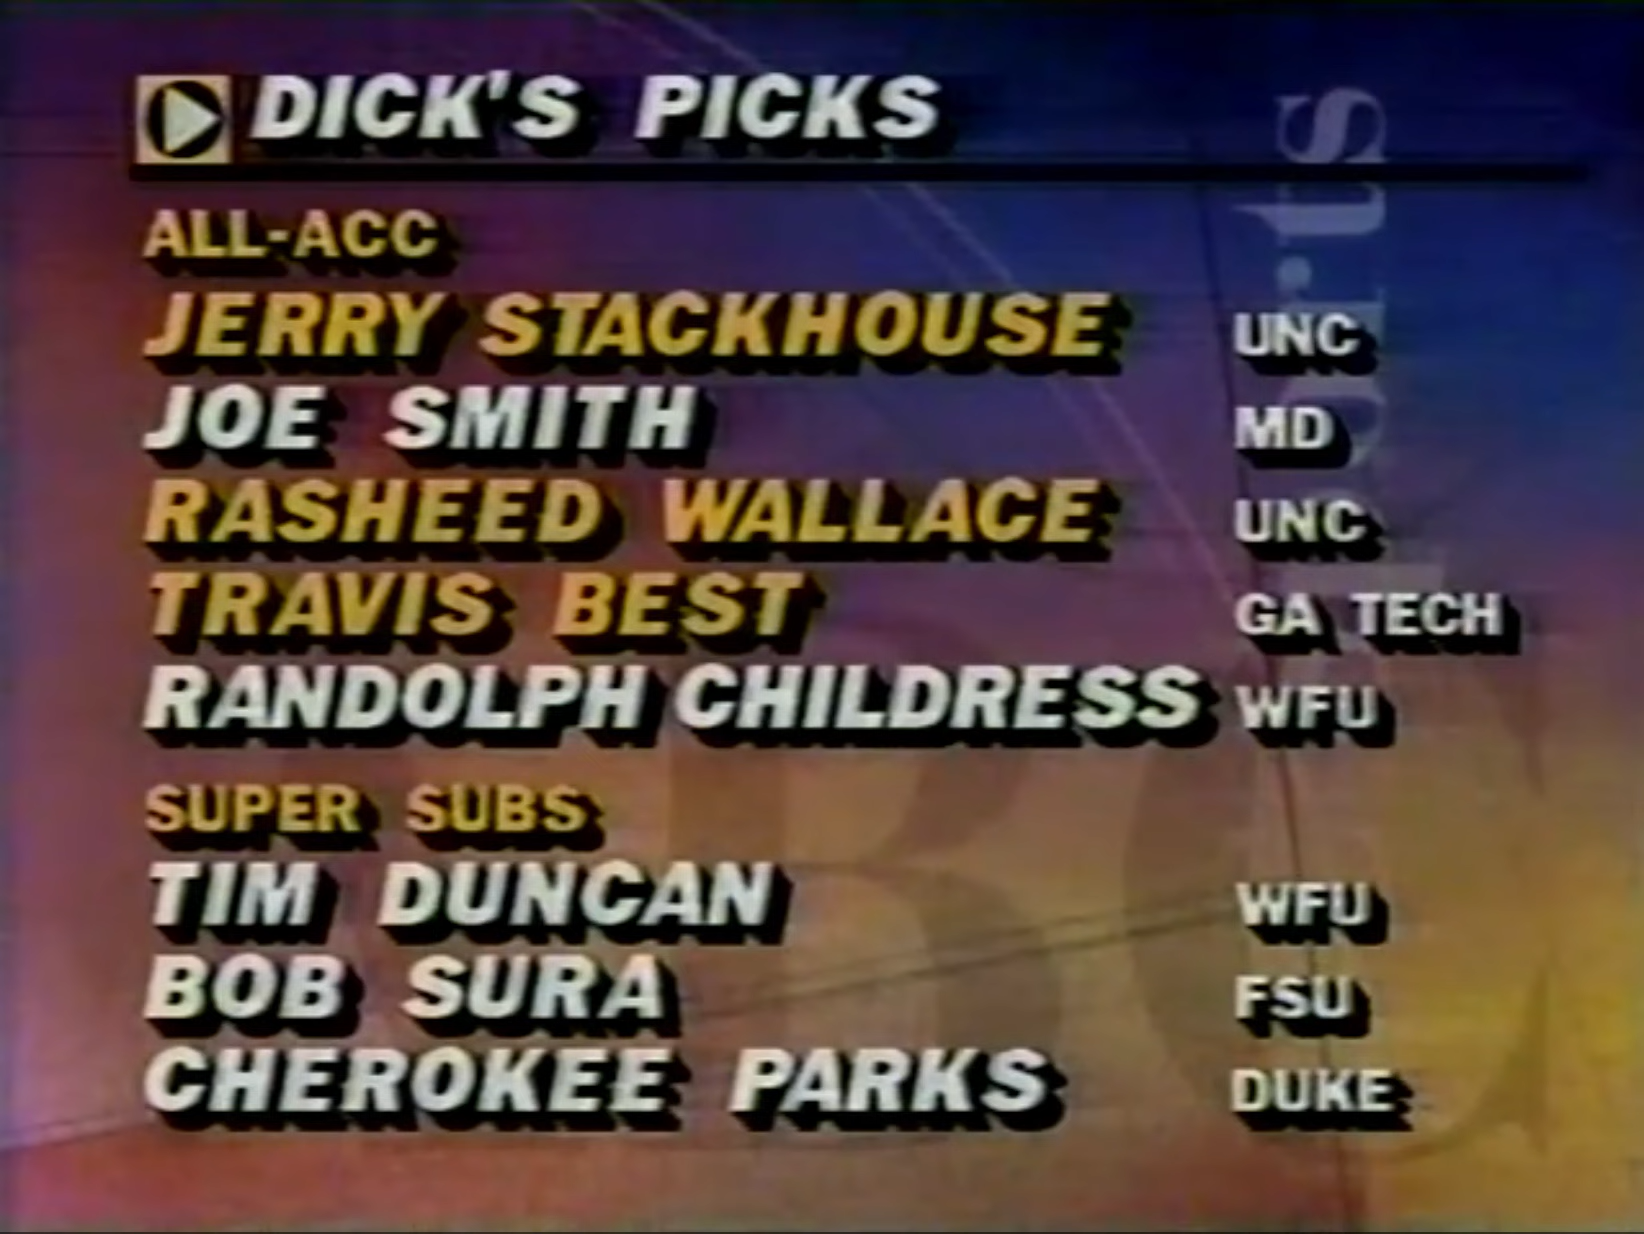 DICK'S PICKS
ALL-ACC
JERRY STACKHOUSE UNC
JOE SMITH MD
RASHEED WALLACE UNC
TRAVIS BEST GA TECH
RANDOLPH CHILDRESS WFU
SUPER SUBS
TIM DUNCAN WFU
BOB SURA FSU
CHEROKEE PARKS DUKE